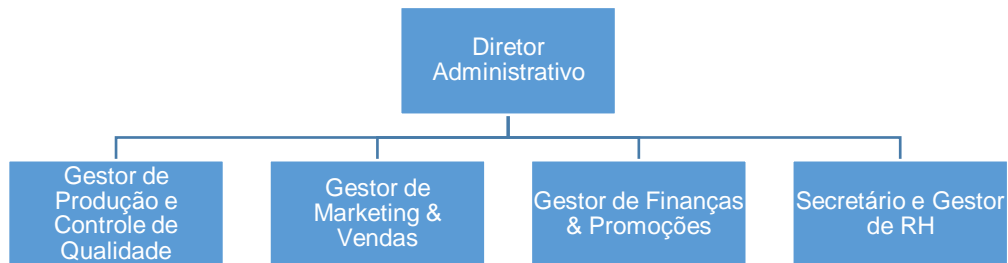 Diretor
Administrativo
Gestor de
Produção e
Controle de
Qualidade
Gestor de
Marketing &
Vendas
Gestor de Finanças
& Promoções
Secretário e Gestor
de RH